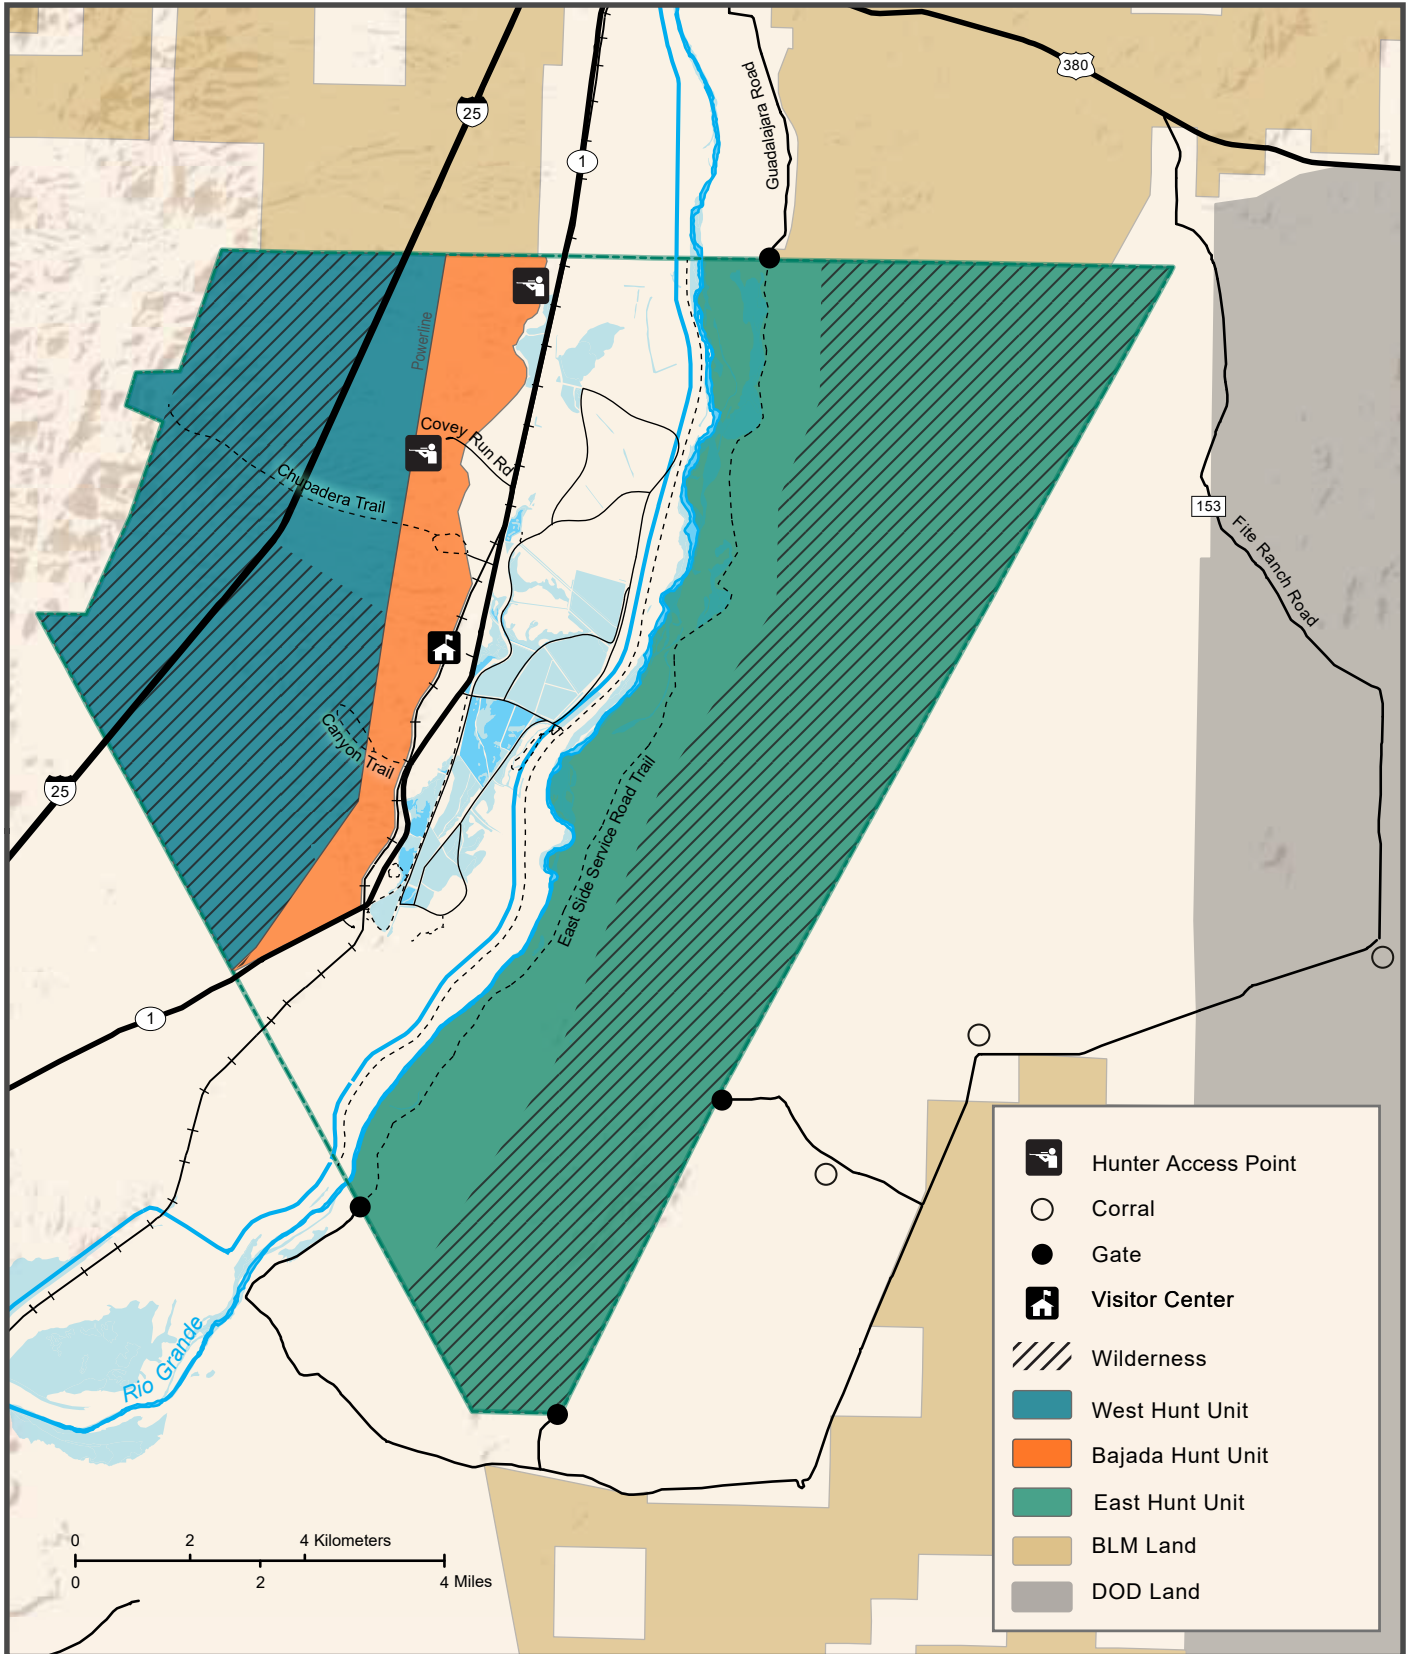 380
25
Guadalajara Road
1
Powerline
Covey Run Rd
Chupadera Trail
153
Fite Ranch Road
Canyon Trail
25
East Side Service Road Trail
1
Rio Grande
Hunter Access Point
Corral
Gate
Visitor Center
Wilderness
West Hunt Unit
Bajada Hunt Unit
East Hunt Unit
BLM Land
DOD Land
0 2 4 Kilometers
0 2 4 Miles